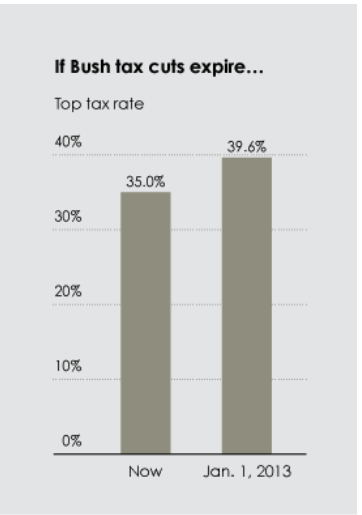 If Bush tax cuts expire...
Top tax rate
40%
39.6%
35.0%
30%
20%
10%
0%
Now
Jan. 1, 2013